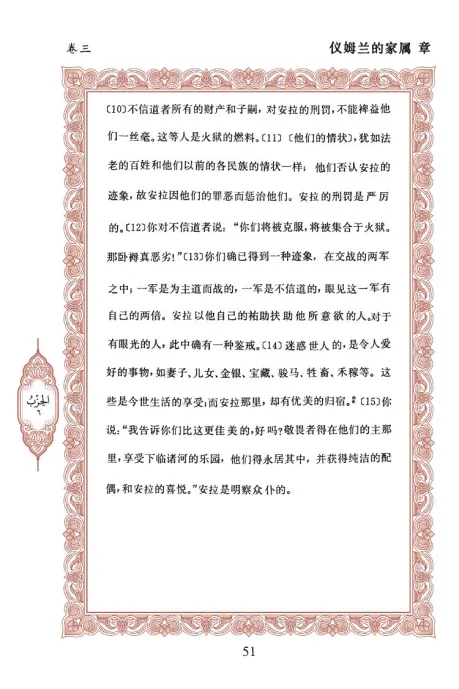 卷三
仪姆兰的家属 章
〔10〕不信道者所有的财产和子嗣，对安拉的刑罚，不能裨益他
们一丝毫。这等人是火狱的燃料。〔11〕（他们的情状），犹如法
老的百姓和他们以前的各民族的情状一样；他们否认安拉的
迹象，故安拉因他们的罪恶而惩治他们。安拉的刑罚是严厉
的。〔12〕你对不信道者说：“你们将被克服，将被集合于火狱。
那卧褥真恶劣！”〔13〕你们确已得到一种迹象，在交战的两军
之中；一军是为主道而战的，一军是不信道的，眼见这一军有
自己的两倍。安拉以他自己的祐助扶助他所意欲的人。对于
有眼光的人，此中确有一种鉴戒。〔14〕迷惑世人的，是令人爱
好的事物，如妻子、儿女、金银、宝藏、骏马、牲畜、禾稼等。这
些是今世生活的享受；而安拉那里，却有优美的归宿。〔15〕你
说：“我告诉你们比这更佳美的，好吗？敬畏者得在他们的主那
里，享受下临诸河的乐园，他们得永居其中，并获得纯洁的配
偶，和安拉的喜悦。”安拉是明察众仆的。
الحزب
٦
51